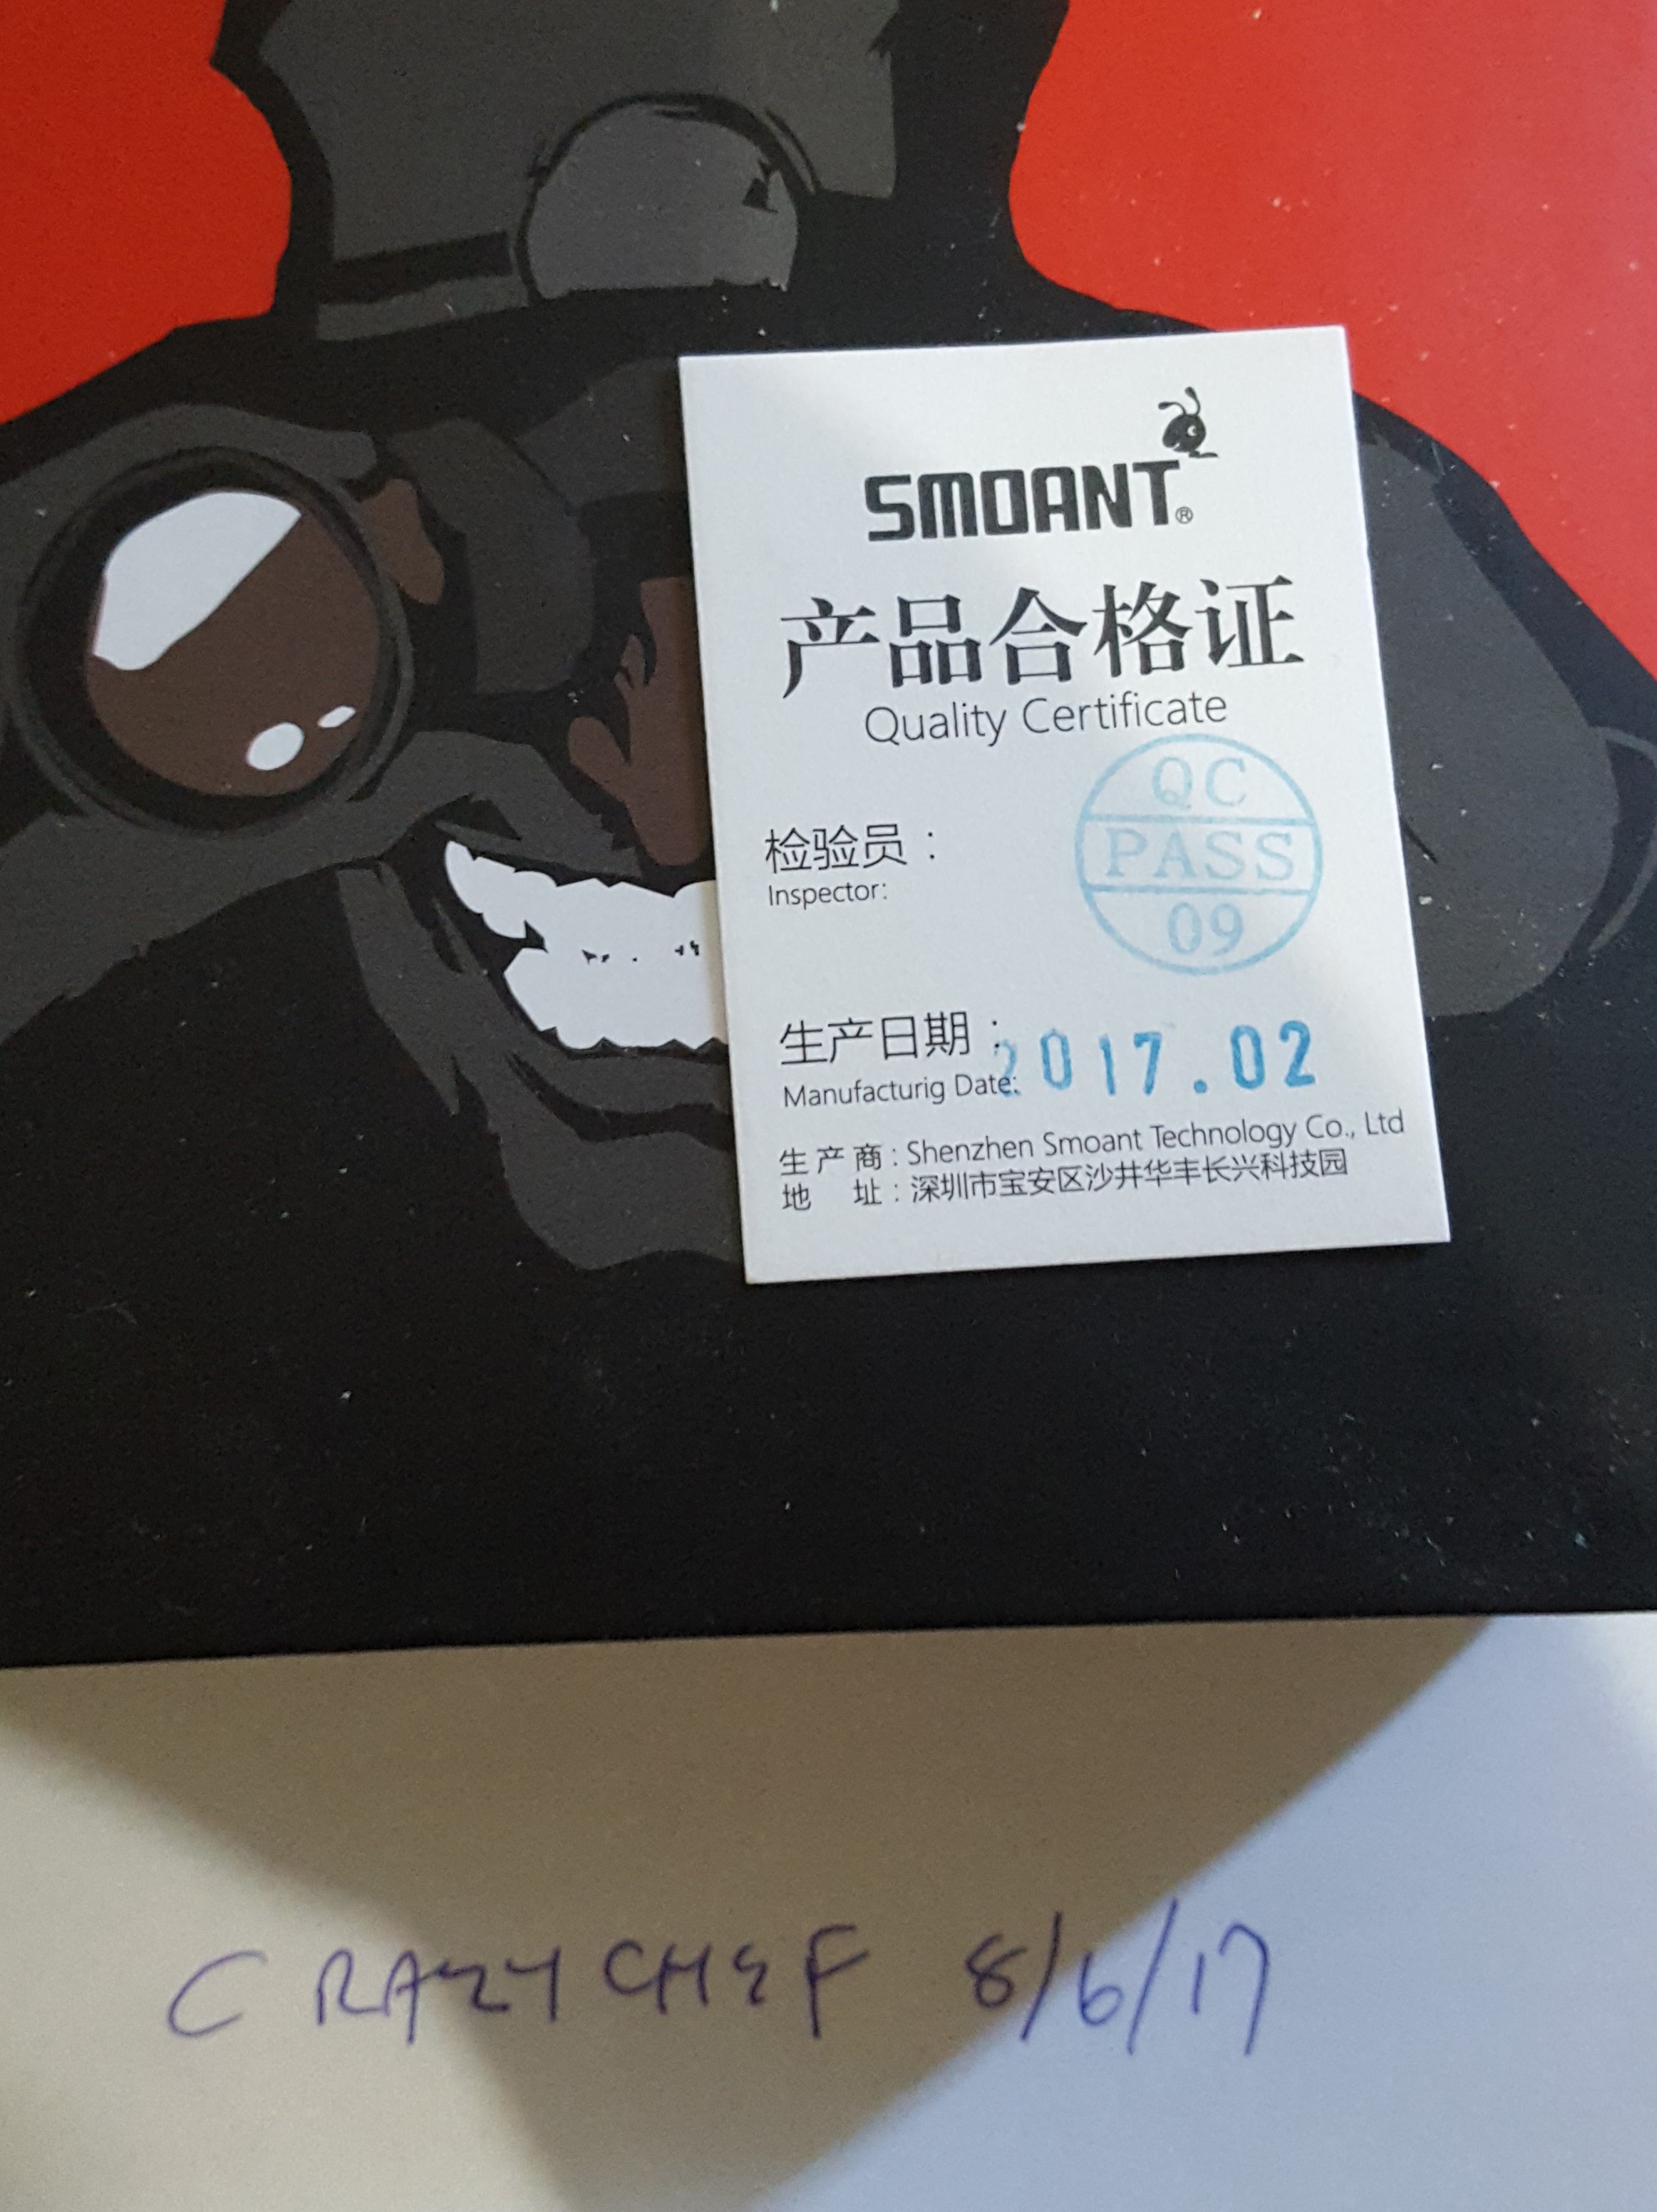 SMOANT®
产品合格证
Quality Certificate
QC
PASS
09
检验员：
Inspector:
生产日期：
2017.02
Manufacturig Date:
生产商：Shenzhen Smoant Technology Co., Ltd
地 址：深圳市宝安区沙井华丰长兴科技园
CRAZYCHEF 8/6/17